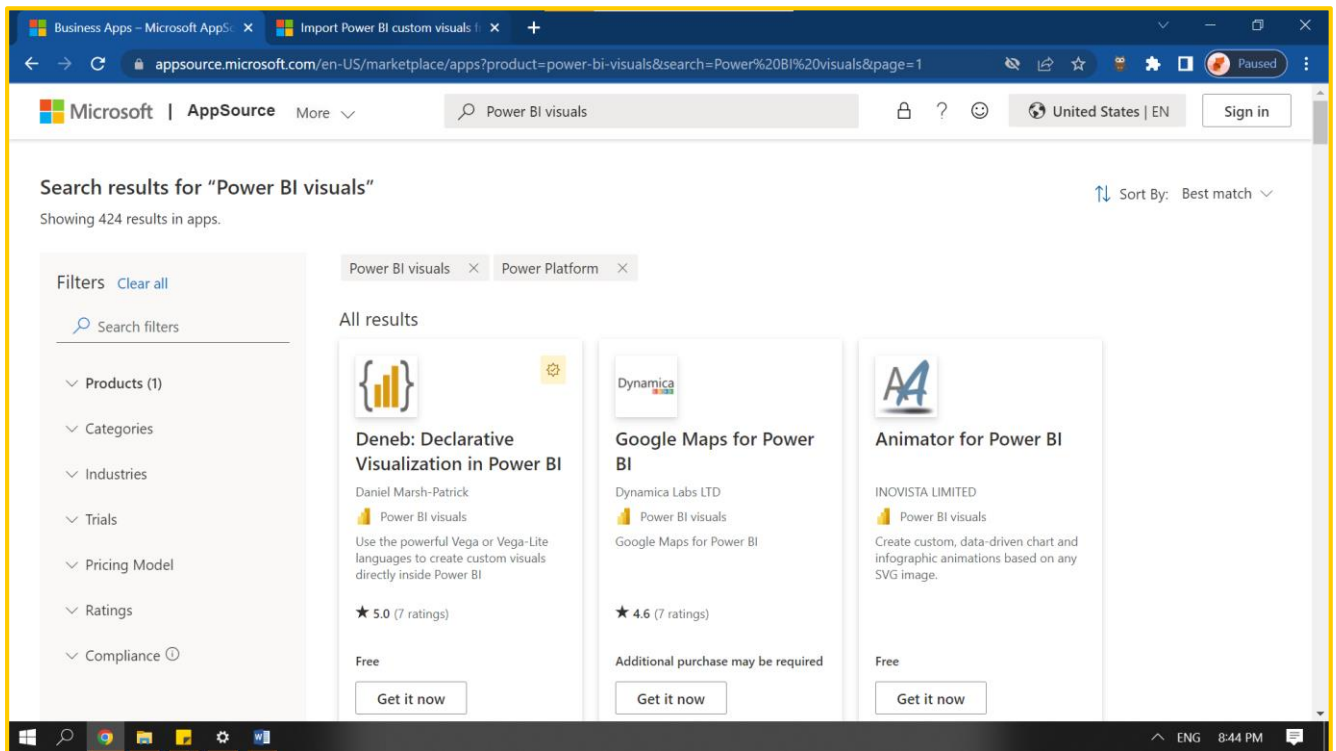 Business Apps – Microsoft AppSo
Import Power BI custom visuals f
appsource.microsoft.com/en-US/marketplace/apps?product=power-bi-visuals&search=Power%20BI%20visuals&page=1
Paused
Microsoft | AppSource More
Power BI visuals
United States | EN
Sign in
Search results for “Power BI visuals”
Showing 424 results in apps.
Sort By: Best match
Filters Clear all
Search filters
Products (1)
Categories
Industries
Trials
Pricing Model
Ratings
Compliance
Power BI visuals
Power Platform
All results
Deneb: Declarative
Visualization in Power BI
Daniel Marsh-Patrick
Power BI visuals
Use the powerful Vega or Vega-Lite
languages to create custom visuals
directly inside Power BI
5.0 (7 ratings)
Free
Get it now
Dynamica
Google Maps for Power
BI
Dynamica Labs LTD
Power BI visuals
Google Maps for Power BI
4.6 (7 ratings)
Additional purchase may be required
Get it now
Animator for Power BI
INOVISTA LIMITED
Power BI visuals
Create custom, data-driven chart and
infographic animations based on any
SVG image.
Free
Get it now
ENG 8:44 PM